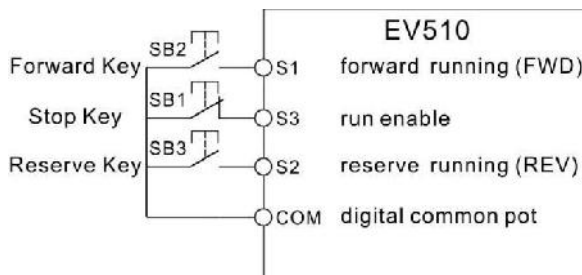 EV510
SB2
Forward Key S1 forward running (FWD)
SB1
Stop Key S3 run enable
SB3
Reserve Key S2 reserve running (REV)
COM digital common pot